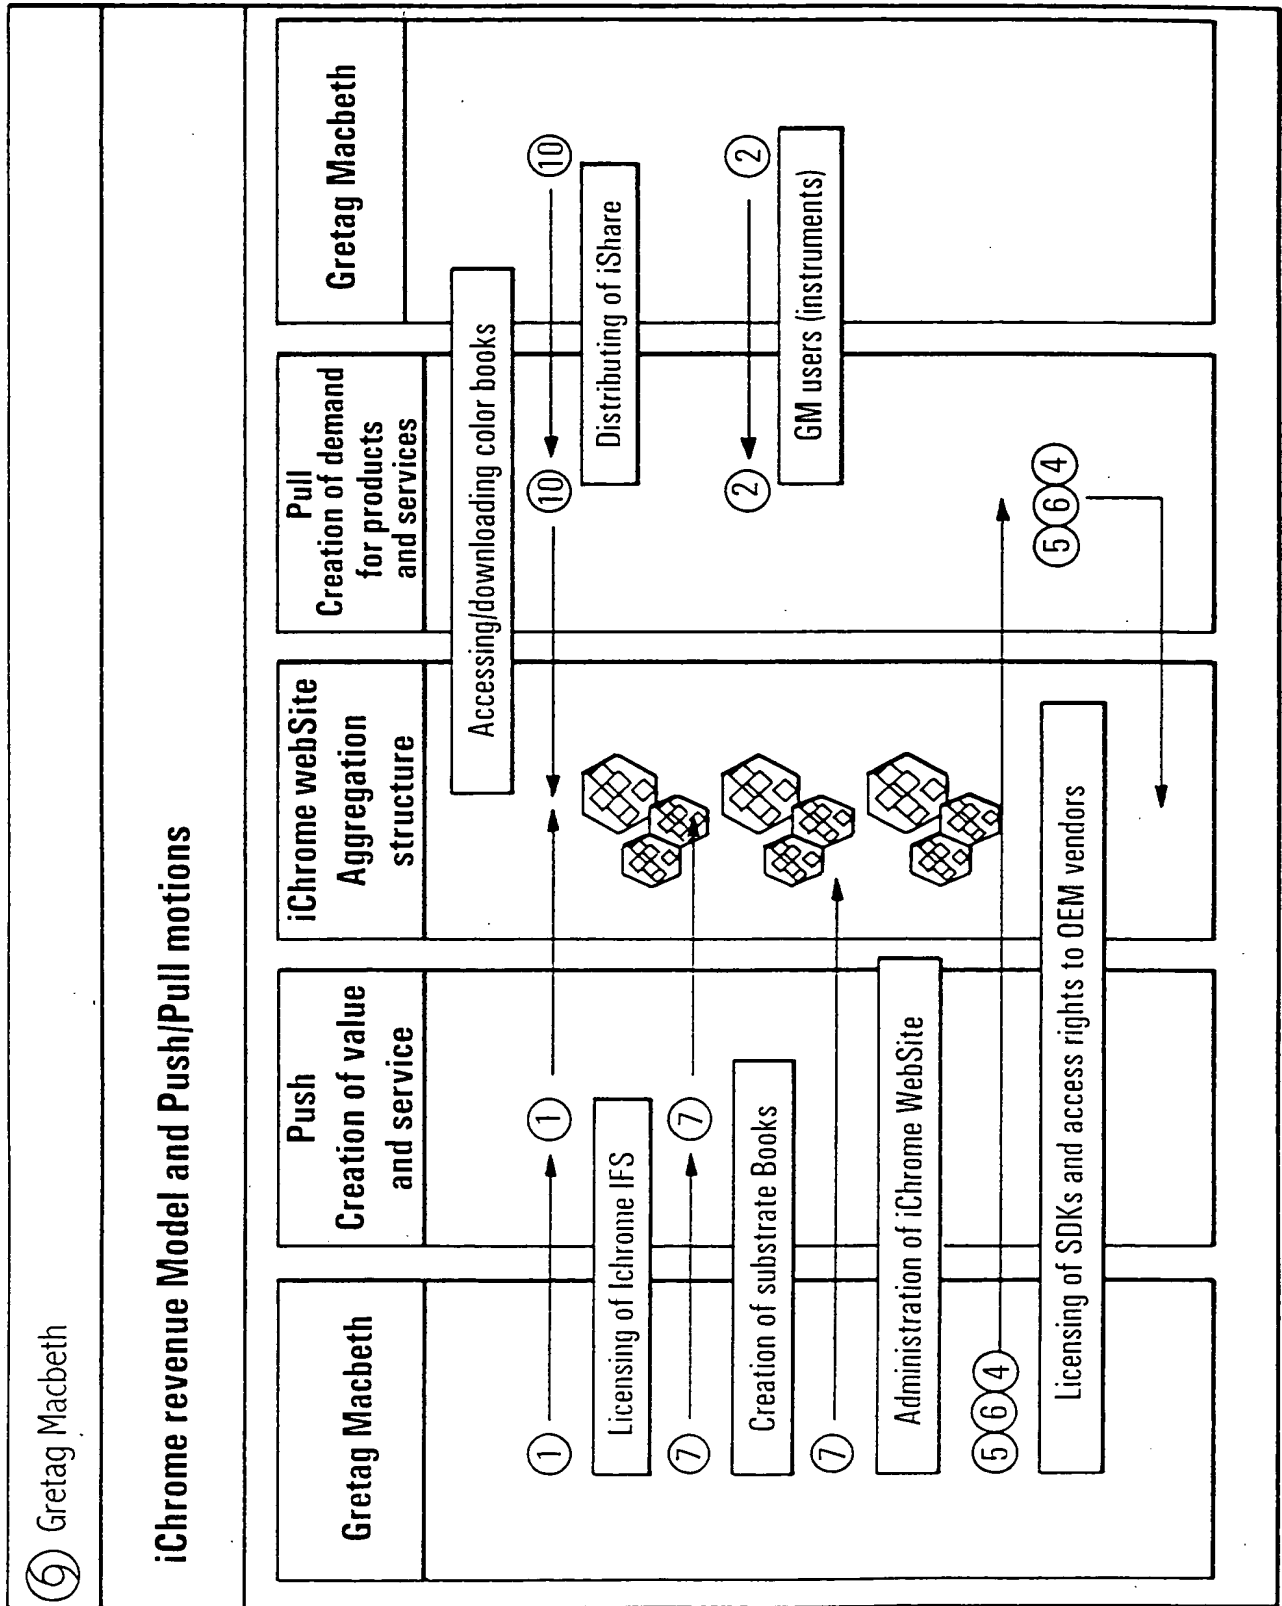 Gretag Macbeth
iChrome revenue Model and Push/Pull motions
Gretag Macbeth
Push
Creation of value
and service
iChrome webSite
Aggregation
structure
Pull
Creation of demand
for products
and services
Gretag Macbeth
Accessing/downloading color books
1
1
10
10
Licensing of Ichrome IFS
Distributing of iShare
7
7
2
2
Creation of substrate Books
GM users (instruments)
7
Administration of iChrome WebSite
5 6 4
5 6 4
Licensing of SDKs and access rights to OEM vendors